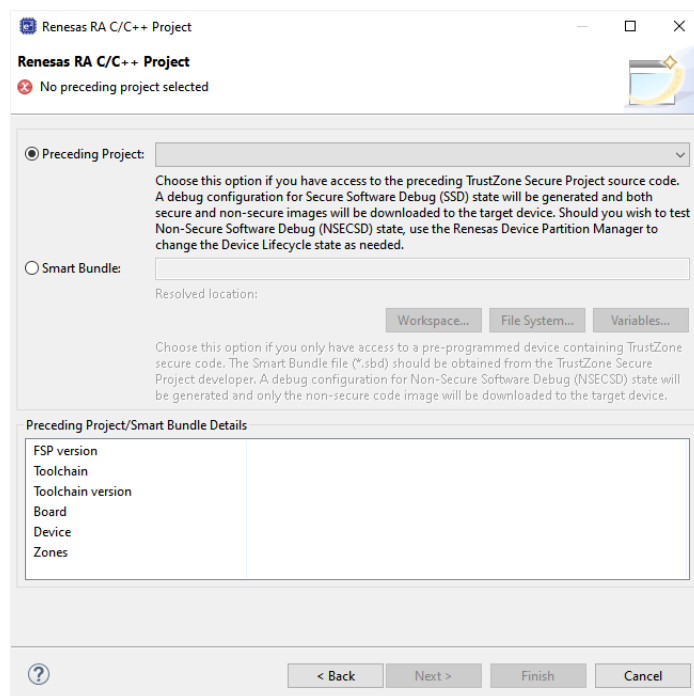 Renesas RA C/C++ Project
Renesas RA C/C++ Project
No preceding project selected
Preceding Project:
Choose this option if you have access to the preceding TrustZone Secure Project source code.
A debug configuration for Secure Software Debug (SSD) state will be generated and both
secure and non-secure images will be downloaded to the target device. Should you wish to test
Non-Secure Software Debug (NSECSD) state, use the Renesas Device Partition Manager to
change the Device Lifecycle state as needed.
Smart Bundle:
Resolved location:
Workspace... File System... Variables...
Choose this option if you only have access to a pre-programmed device containing TrustZone
secure code. The Smart Bundle file (*.sbd) should be obtained from the TrustZone Secure
Project developer. A debug configuration for Non-Secure Software Debug (NSECSD) state will
be generated and only the non-secure code image will be downloaded to the target device.
Preceding Project/Smart Bundle Details
FSP version
Toolchain
Toolchain version
Board
Device
Zones
? < Back Next > Finish Cancel